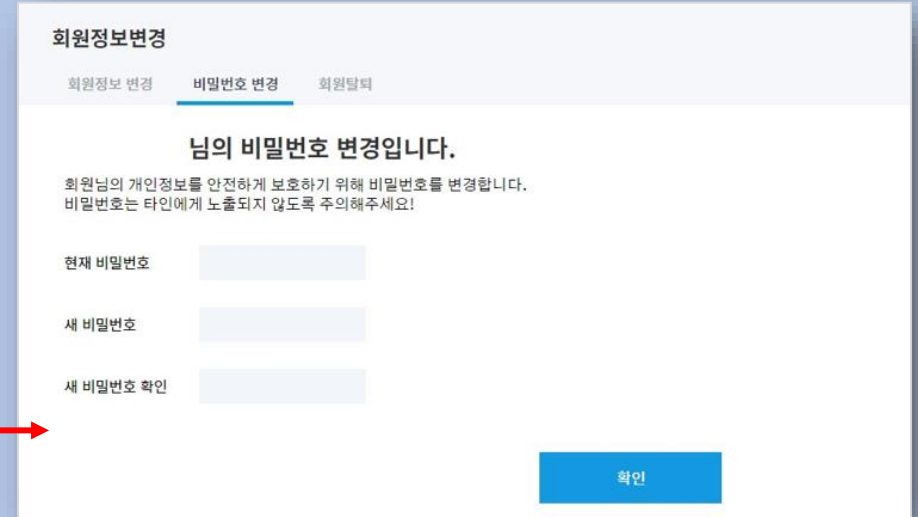 회원정보변경
회원정보 변경 비밀번호 변경 회원탈퇴
님의 비밀번호 변경입니다.
회원님의 개인정보를 안전하게 보호하기 위해 비밀번호를 변경합니다.
비밀번호는 타인에게 노출되지 않도록 주의해주세요!
현재 비밀번호
새 비밀번호
새 비밀번호 확인
확인